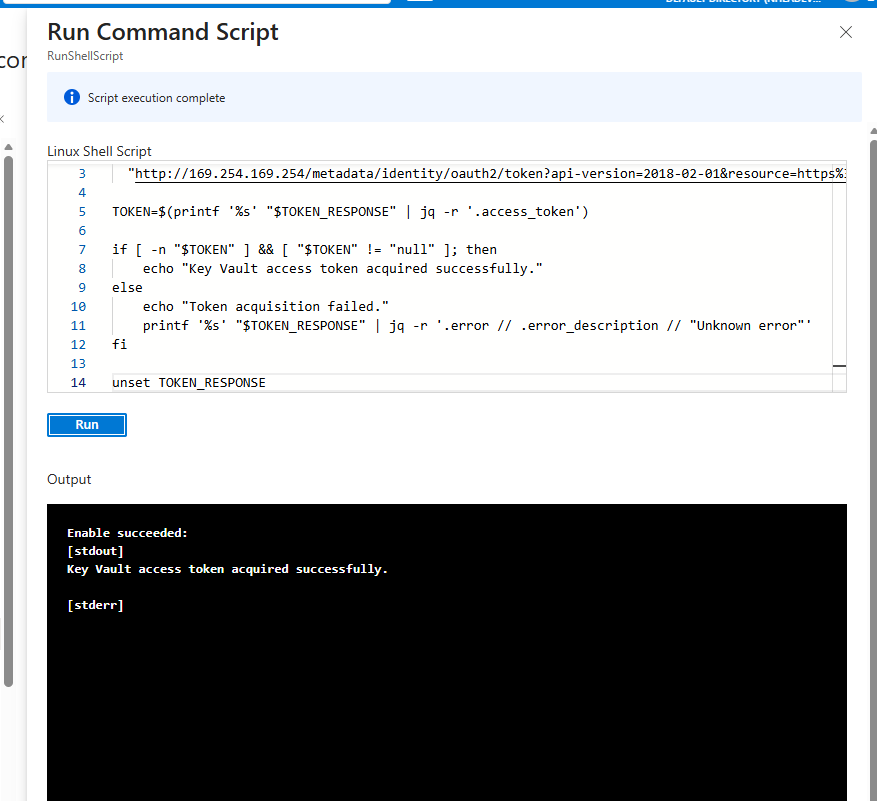 Run Command Script
RunShellScript
Script execution complete
Linux Shell Script
3 "http://169.254.169.254/metadata/identity/oauth2/token?api-version=2018-02-01&resource=https%3
4
5 TOKEN=$(printf '%s' "$TOKEN_RESPONSE" | jq -r '.access_token')
6
7 if [ -n "$TOKEN" ] && [ "$TOKEN" != "null" ]; then
8 echo "Key Vault access token acquired successfully."
9 else
10 echo "Token acquisition failed."
11 printf '%s' "$TOKEN_RESPONSE" | jq -r '.error // .error_description // "Unknown error"'
12 fi
13
14 unset TOKEN_RESPONSE
Run
Output
Enable succeeded:
[stdout]
Key Vault access token acquired successfully.
[stderr]